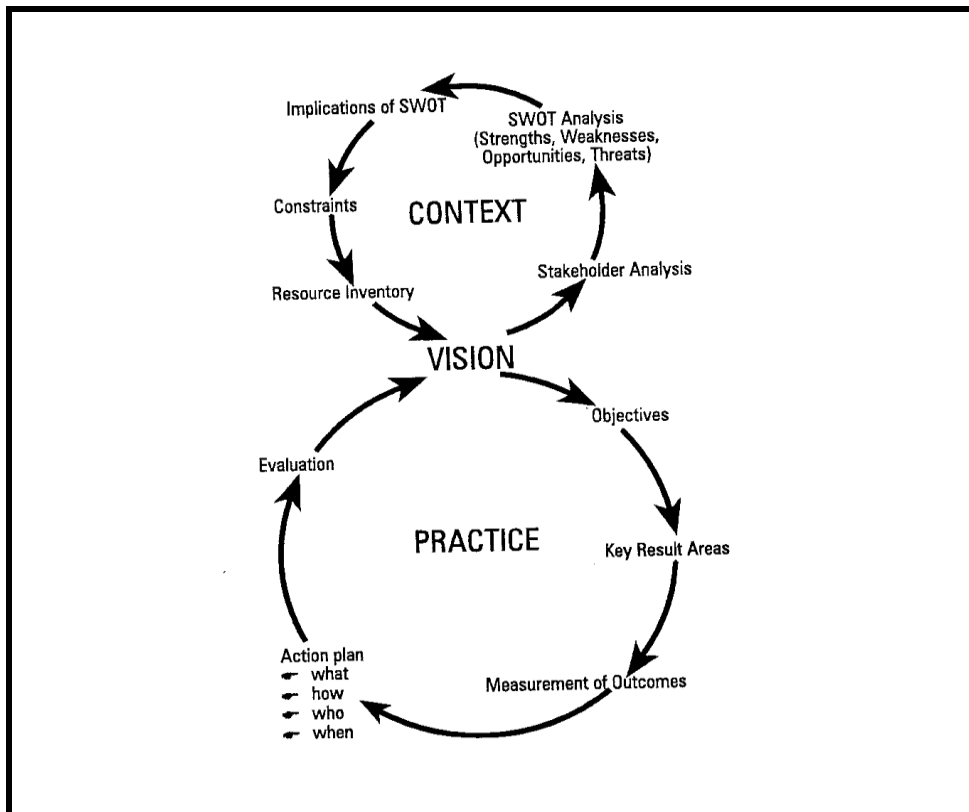 Implications of SWOT
SWOT Analysis
(Strengths, Weaknesses,
Opportunities, Threats)
Constraints
CONTEXT
Stakeholder Analysis
Resource Inventory
VISION
Objectives
Evaluation
PRACTICE
Key Result Areas
Action plan
what
how
who
when
Measurement of Outcomes